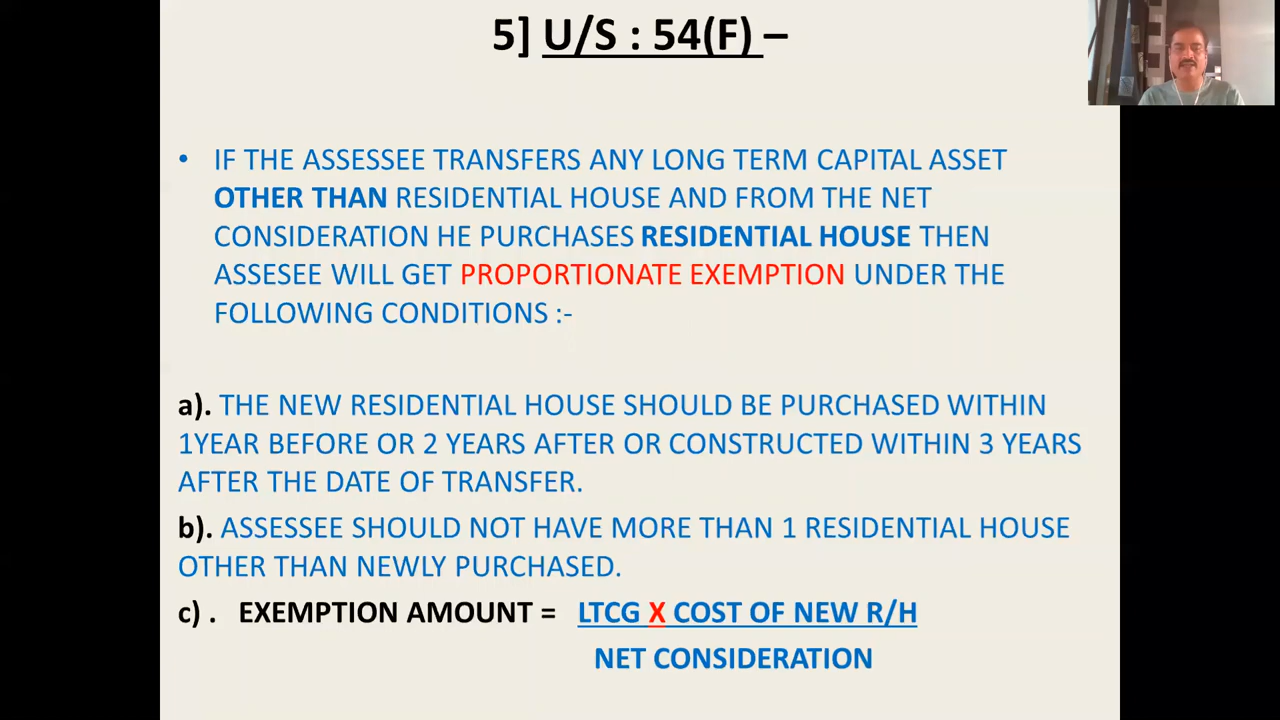 5] U/S : 54(F) –
• IF THE ASSESSEE TRANSFERS ANY LONG TERM CAPITAL ASSET
OTHER THAN RESIDENTIAL HOUSE AND FROM THE NET
CONSIDERATION HE PURCHASES RESIDENTIAL HOUSE THEN
ASSESEE WILL GET PROPORTIONATE EXEMPTION UNDER THE
FOLLOWING CONDITIONS :-
a). THE NEW RESIDENTIAL HOUSE SHOULD BE PURCHASED WITHIN
1YEAR BEFORE OR 2 YEARS AFTER OR CONSTRUCTED WITHIN 3 YEARS
AFTER THE DATE OF TRANSFER.
b). ASSESSEE SHOULD NOT HAVE MORE THAN 1 RESIDENTIAL HOUSE
OTHER THAN NEWLY PURCHASED.
c) . EXEMPTION AMOUNT = LTCG X COST OF NEW R/H
NET CONSIDERATION